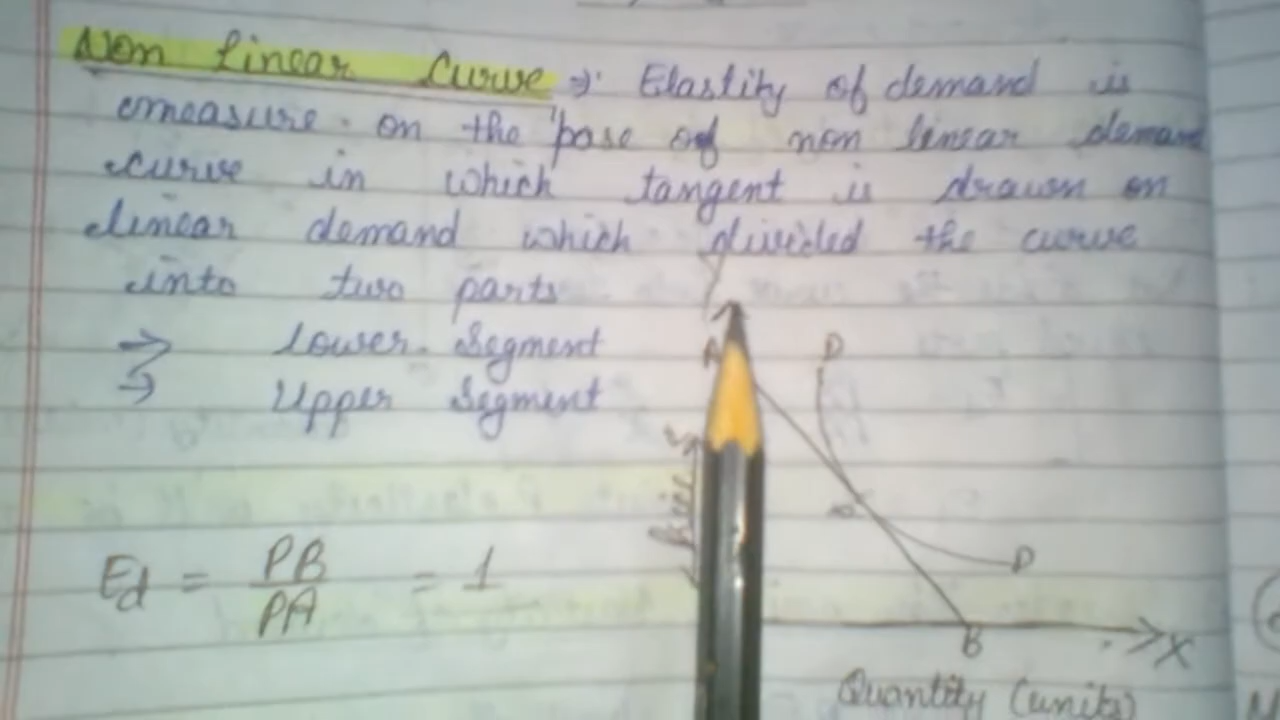 Non Linear Curve ⇒ Elastity of demand is
measure on the base of non linear demand
curve in which tangent is drawn on
linear demand which divided the curve
into two parts
→ Lower Segment
→ Upper Segment
Y
A
D
Price
D
Ed = PB/PA = 1
B
X
Quantity (units)